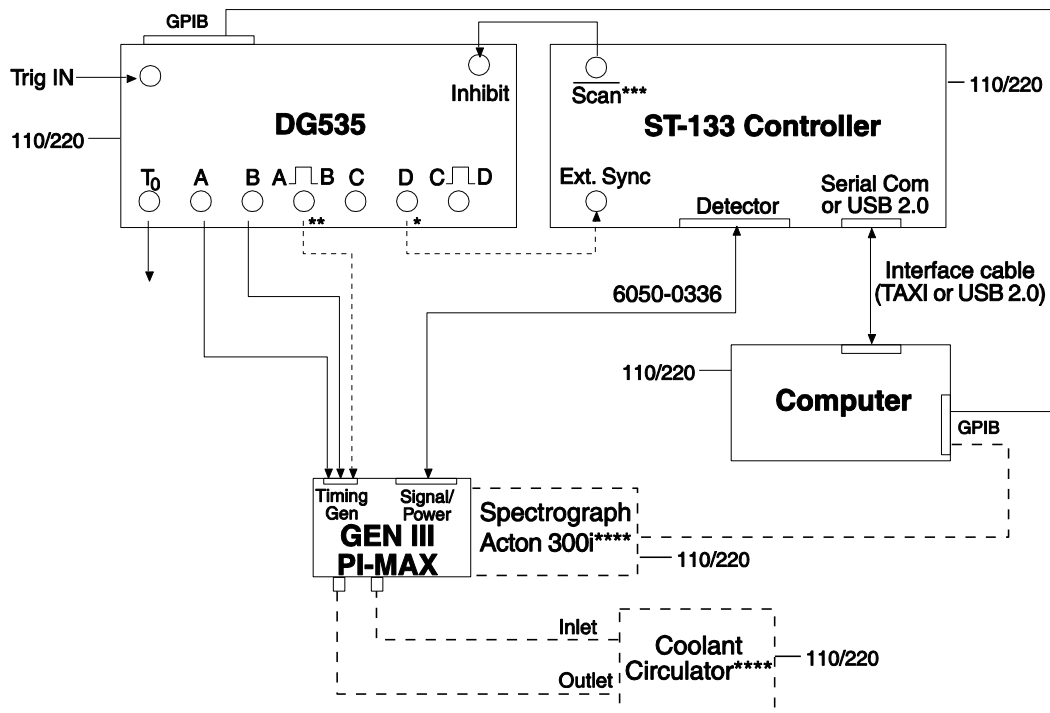 GPIB
Trig IN
Inhibit
Scan***
110/220
DG535
ST-133 Controller
110/220
T0 A B A B C D C D
Ext. Sync
Detector
Serial Com
or USB 2.0
**
*
6050-0336
Interface cable
(TAXI or USB 2.0)
110/220
Computer
GPIB
Timing
Gen
Signal/
Power
GEN III
PI-MAX
Spectrograph
Acton 300i****
110/220
Inlet
Outlet
Coolant
Circulator****
110/220